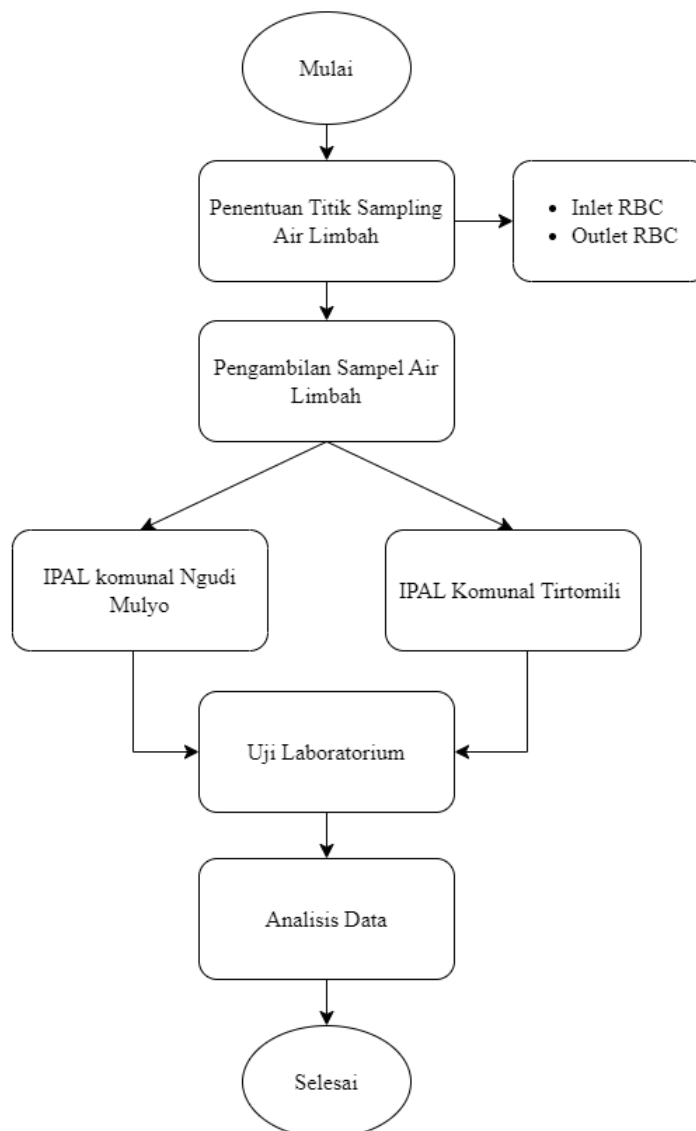 Mulai
Penentuan Titik Sampling
Air Limbah
• Inlet RBC
• Outlet RBC
Pengambilan Sampel Air
Limbah
IPAL komunal Ngudi
Mulyo
IPAL Komunal Tirtomili
Uji Laboratorium
Analisis Data
Selesai